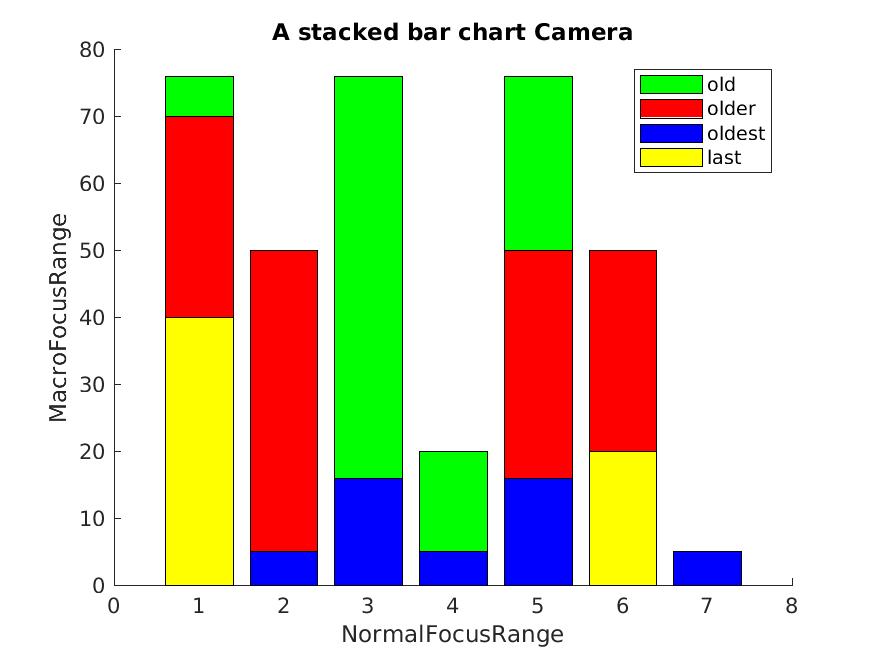 A stacked bar chart Camera
old
older
oldest
last
MacroFocusRange
80
70
60
50
40
30
20
10
0
0 1 2 3 4 5 6 7 8
NormalFocusRange